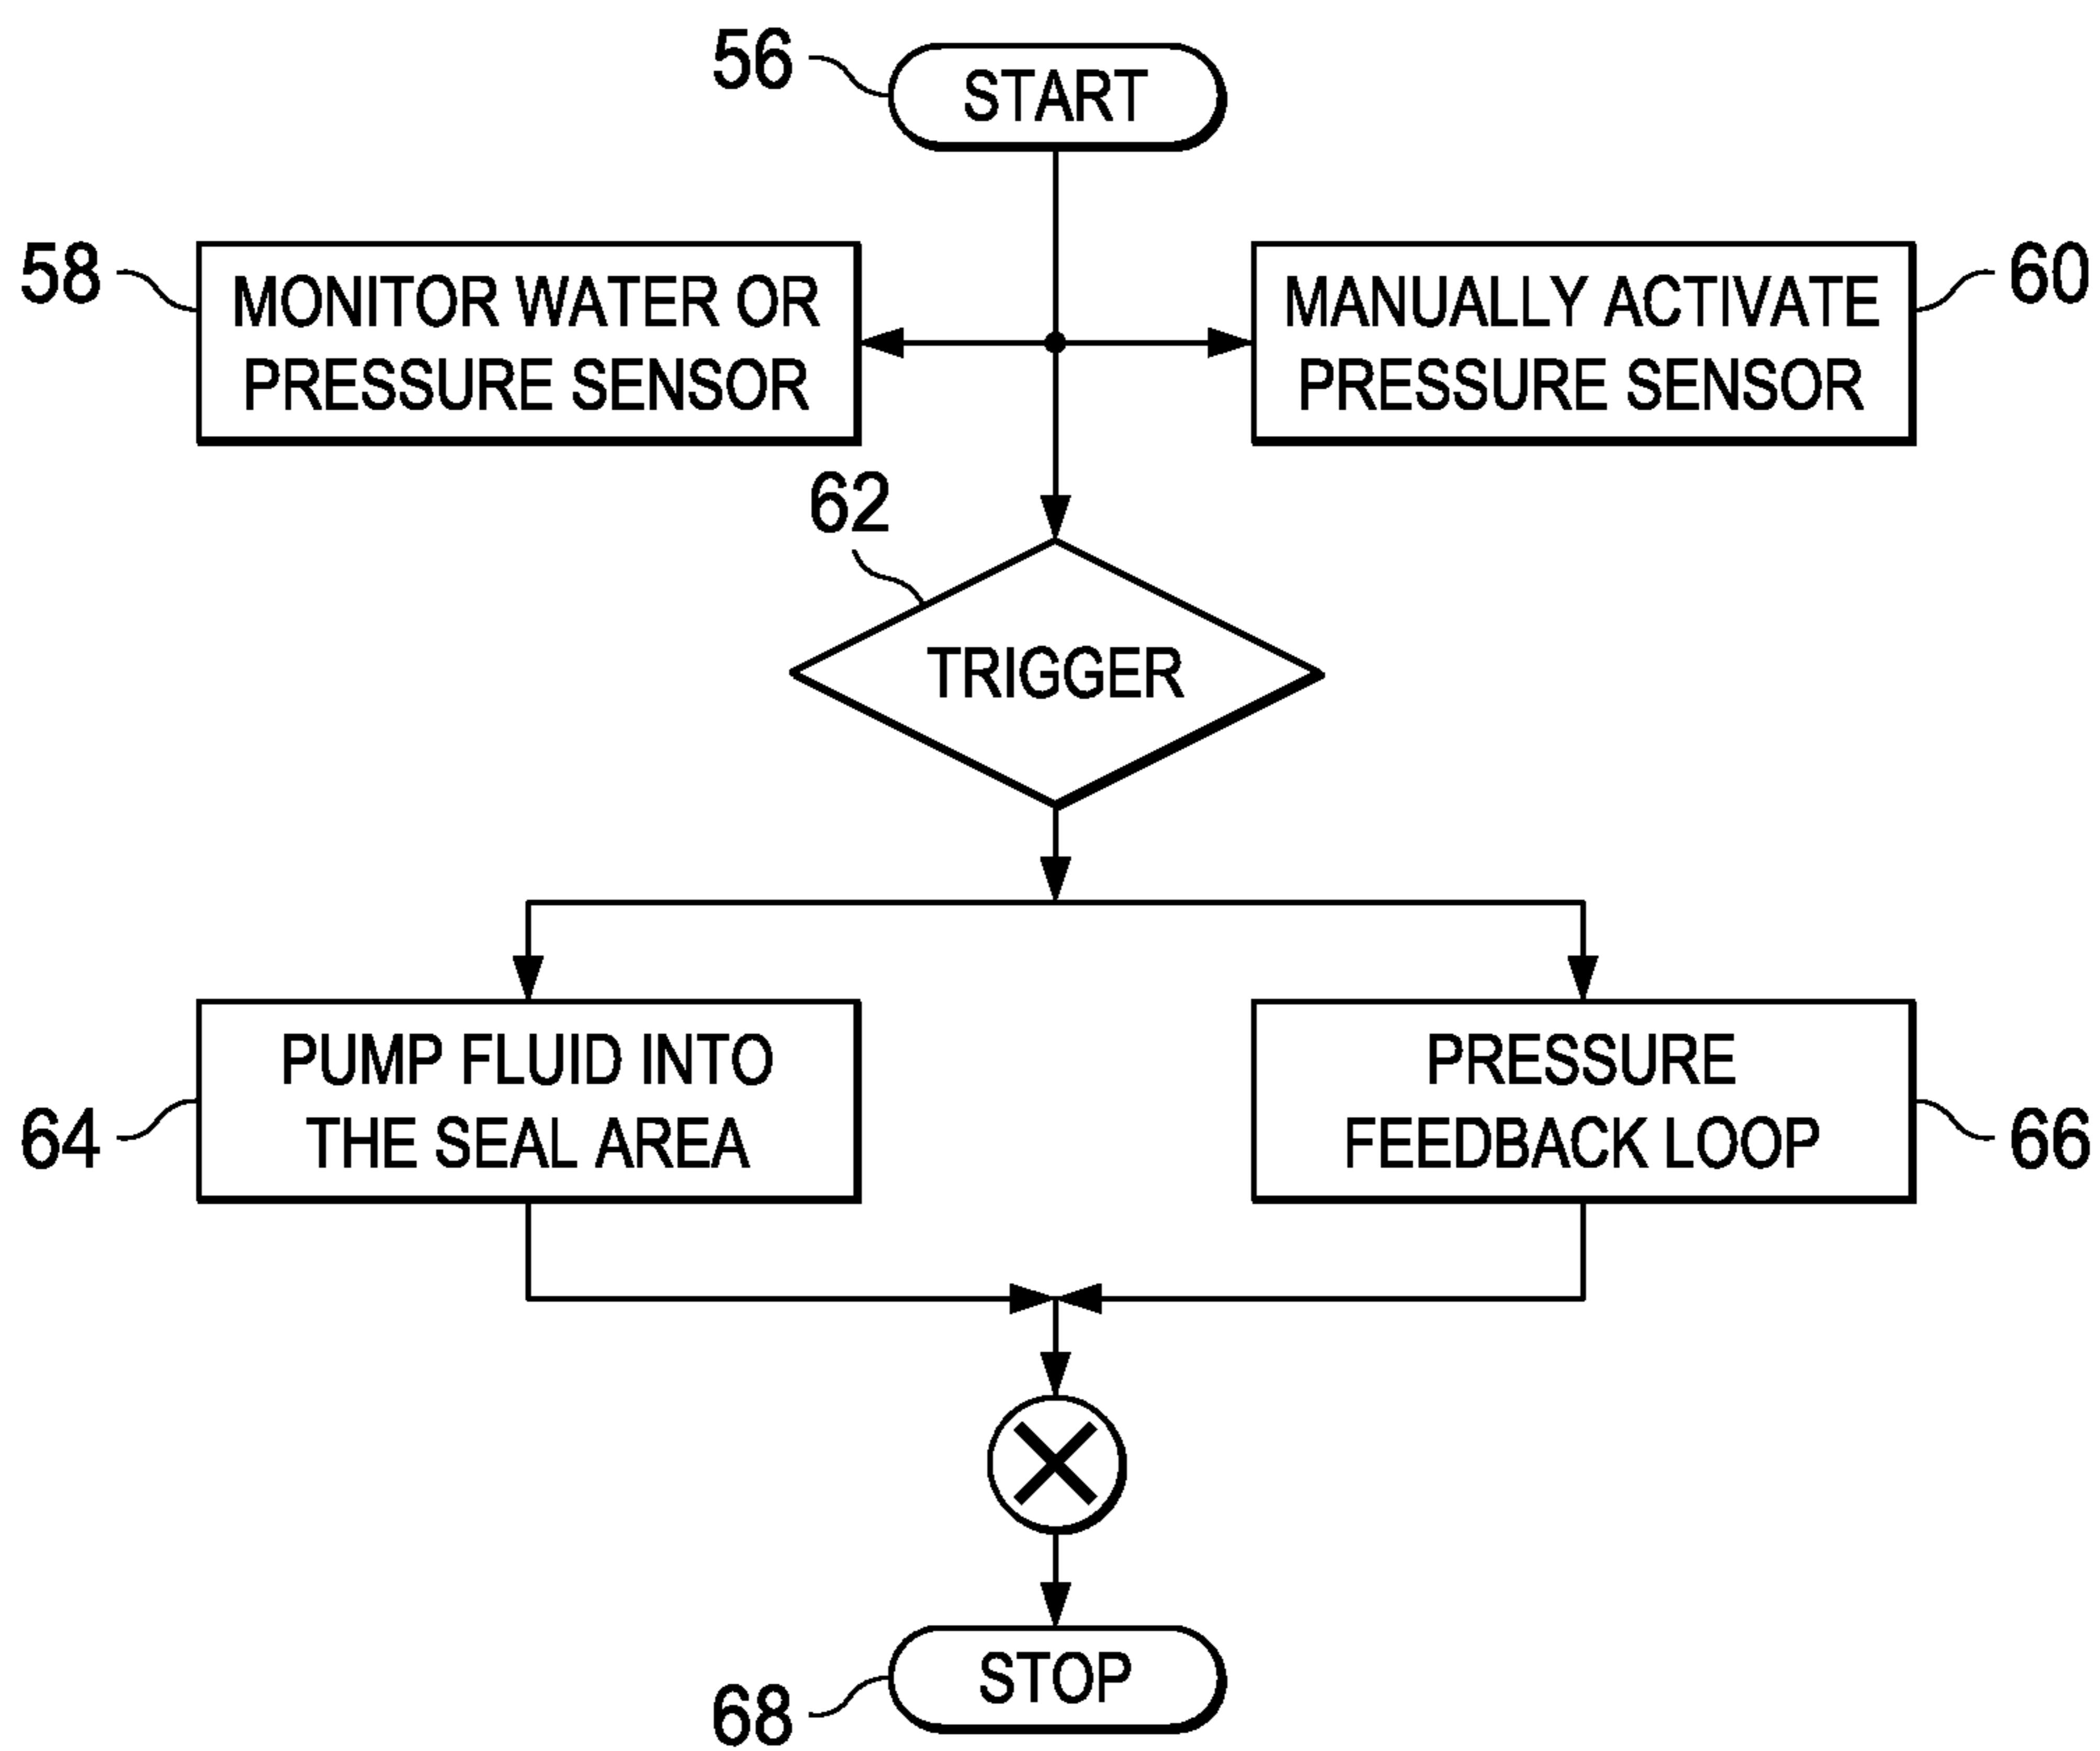 56
START
58
MONITOR WATER OR
PRESSURE SENSOR
MANUALLY ACTIVATE
PRESSURE SENSOR
60
62
TRIGGER
64
PUMP FLUID INTO
THE SEAL AREA
PRESSURE
FEEDBACK LOOP
66
68
STOP